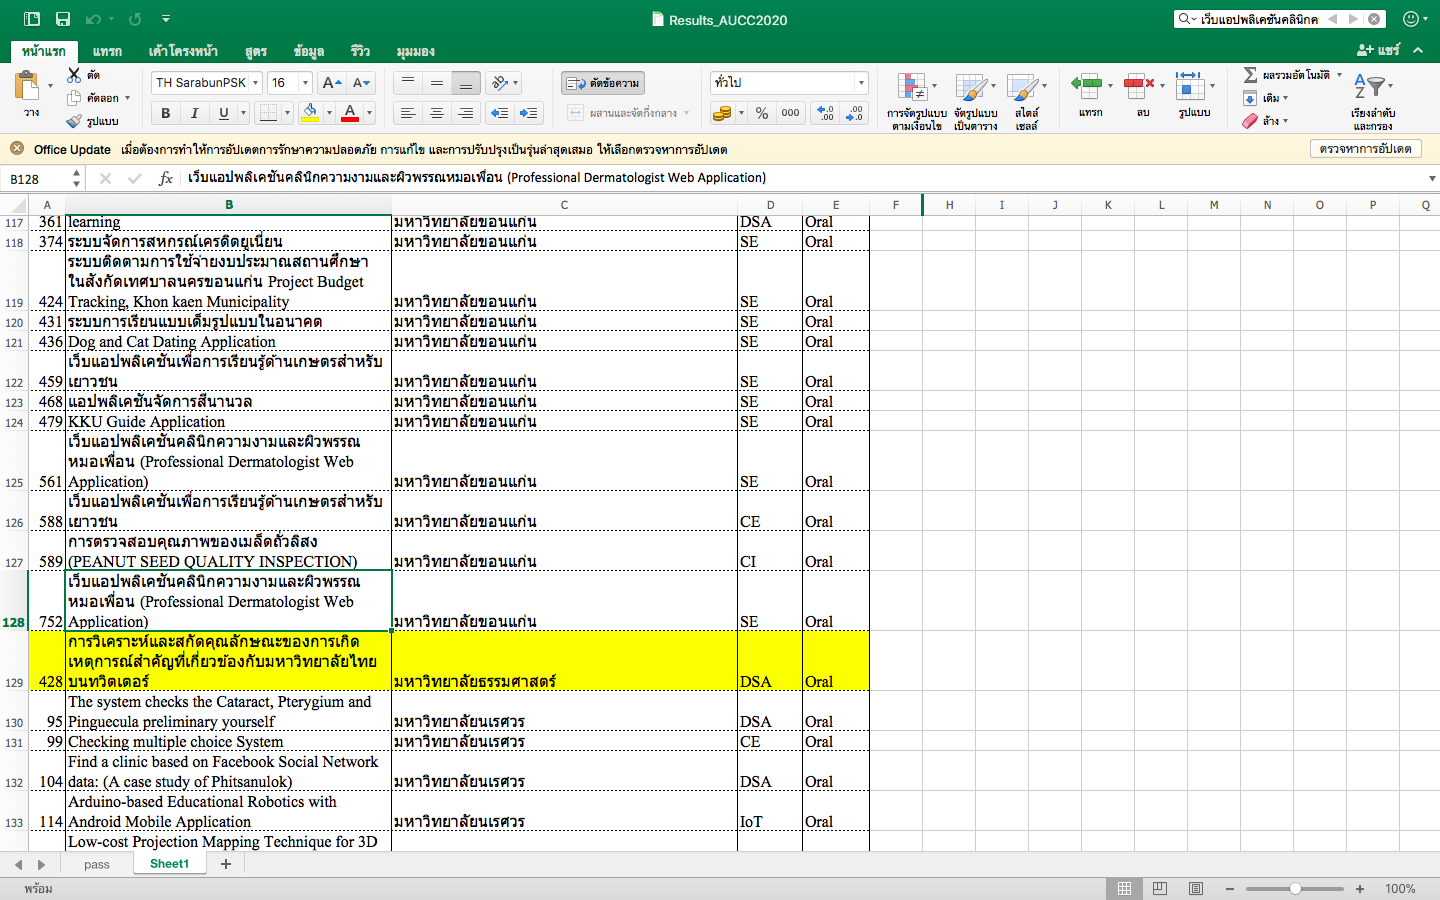 Results_AUCC2020
เว็บแอปพลิเคชันคลินิกค
หน้าแรก แทรก เค้าโครงหน้า สูตร ข้อมูล รีวิว มุมมอง
แชร์
วาง
ตัด
คัดลอก
รูปแบบ
TH SarabunPSK 16
B I U
ตัดข้อความ
ผสานและจัดกึ่งกลาง
ทั่วไป
% 000
การจัดรูปแบบ
ตามเงื่อนไข
จัดรูปแบบ
เป็นตาราง
สไตล์
เซลล์
แทรก
ลบ
รูปแบบ
ผลรวมอัตโนมัติ
เติม
ล้าง
เรียงลำดับ
และกรอง
Office Update เมื่อต้องการทำให้การอัปเดตการรักษาความปลอดภัย การแก้ไข และการปรับปรุงเป็นรุ่นล่าสุดเสมอ ให้เลือกตรวจหาการอัปเดต
ตรวจหาการอัปเดต
B128 fx เว็บแอปพลิเคชันคลินิกความงามและผิวพรรณหมอเพื่อน (Professional Dermatologist Web Application)
A B C D E F H I J K L M N O P Q
117 361 learning มหาวิทยาลัยขอนแก่น DSA Oral
118 374 ระบบจัดการสหกรณ์เครดิตยูเนี่ยน มหาวิทยาลัยขอนแก่น SE Oral
ระบบติดตามการใช้จ่ายงบประมาณสถานศึกษา
ในสังกัดเทศบาลนครขอนแก่น Project Budget
119 424 Tracking, Khon kaen Municipality มหาวิทยาลัยขอนแก่น SE Oral
120 431 ระบบการเรียนแบบเต็มรูปแบบในอนาคต มหาวิทยาลัยขอนแก่น SE Oral
121 436 Dog and Cat Dating Application มหาวิทยาลัยขอนแก่น SE Oral
เว็บแอปพลิเคชันเพื่อการเรียนรู้ด้านเกษตรสำหรับ
122 459 เยาวชน มหาวิทยาลัยขอนแก่น SE Oral
123 468 แอปพลิเคชันจัดการสีนานวล มหาวิทยาลัยขอนแก่น SE Oral
124 479 KKU Guide Application มหาวิทยาลัยขอนแก่น SE Oral
เว็บแอปพลิเคชันคลินิกความงามและผิวพรรณ
หมอเพื่อน (Professional Dermatologist Web
125 561 Application) มหาวิทยาลัยขอนแก่น SE Oral
เว็บแอปพลิเคชันเพื่อการเรียนรู้ด้านเกษตรสำหรับ
126 588 เยาวชน มหาวิทยาลัยขอนแก่น CE Oral
การตรวจสอบคุณภาพของเมล็ดถั่วลิสง
127 589 (PEANUT SEED QUALITY INSPECTION) มหาวิทยาลัยขอนแก่น CI Oral
เว็บแอปพลิเคชันคลินิกความงามและผิวพรรณ
หมอเพื่อน (Professional Dermatologist Web
128 752 Application) มหาวิทยาลัยขอนแก่น SE Oral
การวิเคราะห์และสกัดคุณลักษณะของการเกิด
เหตุการณ์สำคัญที่เกี่ยวข้องกับมหาวิทยาลัยไทย
129 428 บนทวิตเตอร์ มหาวิทยาลัยธรรมศาสตร์ DSA Oral
The system checks the Cataract, Pterygium and
130 95 Pinguecula preliminary yourself มหาวิทยาลัยนเรศวร DSA Oral
131 99 Checking multiple choice System มหาวิทยาลัยนเรศวร CE Oral
Find a clinic based on Facebook Social Network
132 104 data: (A case study of Phitsanulok) มหาวิทยาลัยนเรศวร DSA Oral
Arduino-based Educational Robotics with
133 114 Android Mobile Application มหาวิทยาลัยนเรศวร IoT Oral
Low-cost Projection Mapping Technique for 3D
pass Sheet1
พร้อม 100%